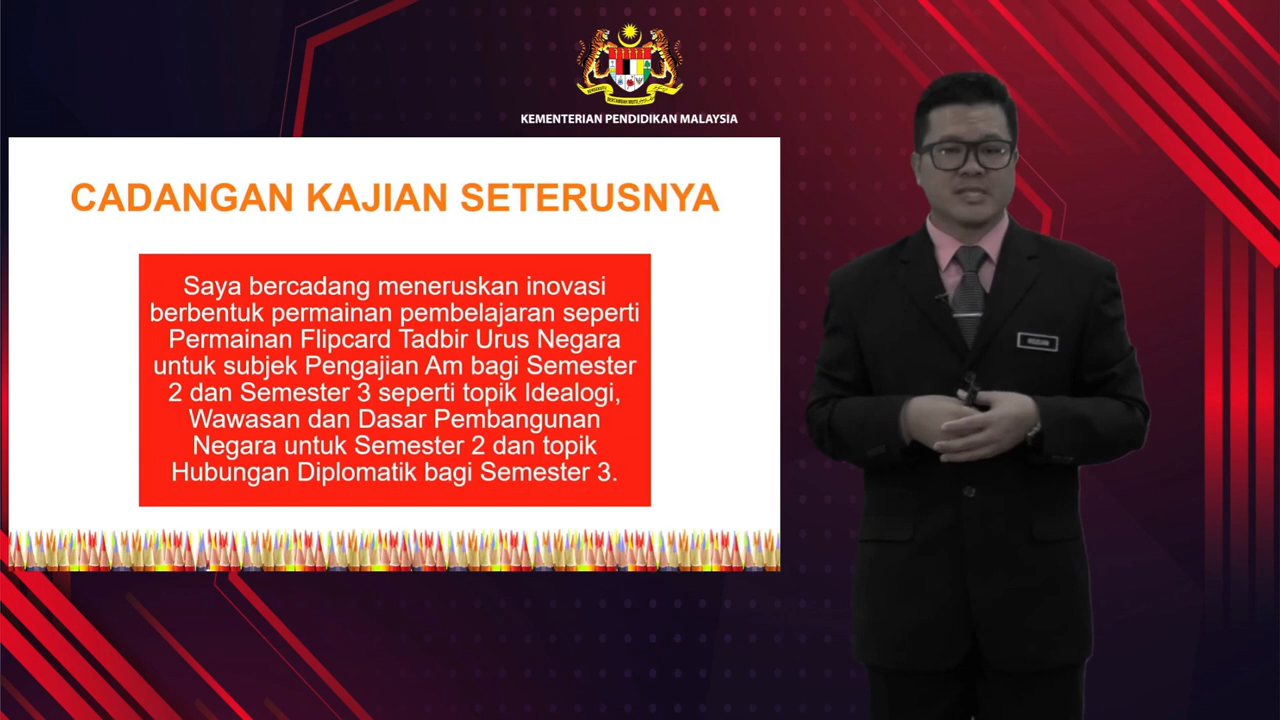 KEMENTERIAN PENDIDIKAN MALAYSIA
CADANGAN KAJIAN SETERUSNYA
Saya bercadang meneruskan inovasi
berbentuk permainan pembelajaran seperti
Permainan Flipcard Tadbir Urus Negara
untuk subjek Pengajian Am bagi Semester
2 dan Semester 3 seperti topik Idealogi,
Wawasan dan Dasar Pembangunan
Negara untuk Semester 2 dan topik
Hubungan Diplomatik bagi Semester 3.